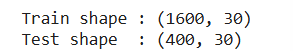 Train shape : (1600, 30)
Test shape  : (400, 30)